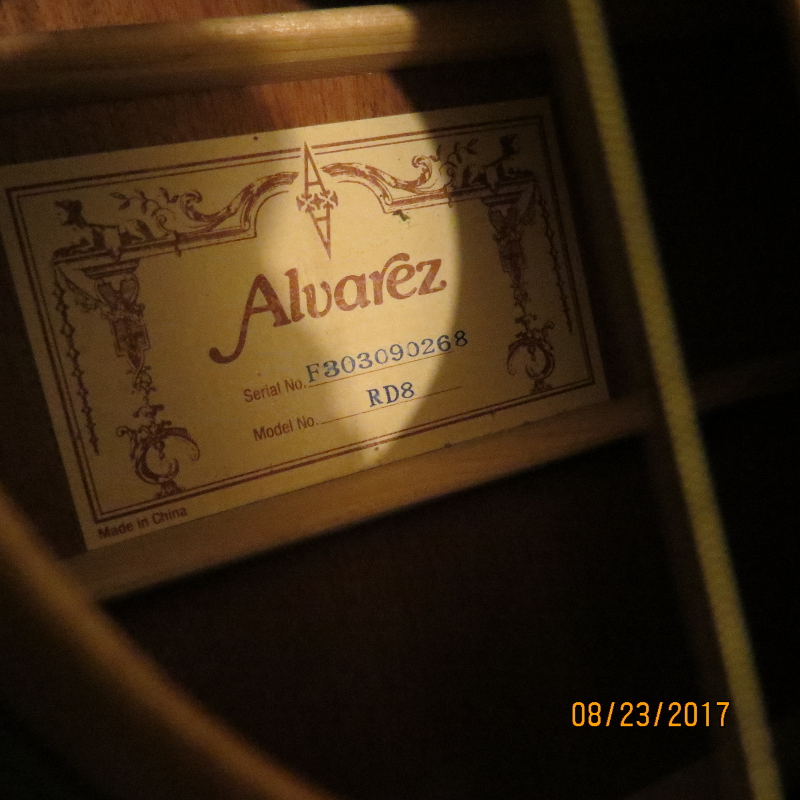 Alvarez
Serial No. F303090268
Model No. RD8
Made in China
08/23/2017